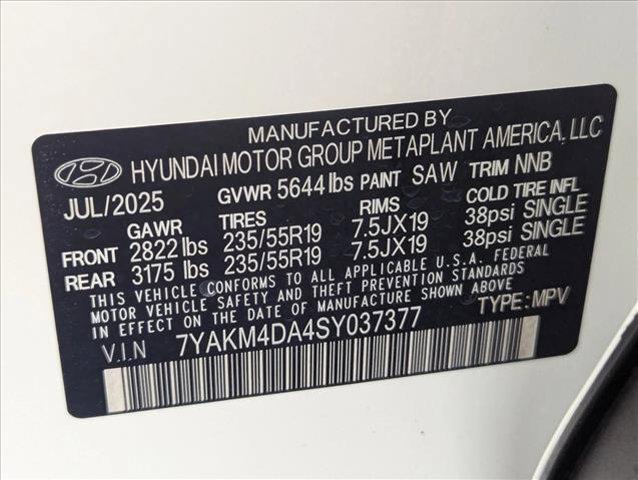 MANUFACTURED BY
HYUNDAI MOTOR GROUP METAPLANT AMERICA, LLC
JUL/2025 GVWR 5644 lbs PAINT SAW TRIM NNB
GAWR TIRES RIMS COLD TIRE INFL
FRONT 2822 lbs 235/55R19 7.5JX19 38psi SINGLE
REAR 3175 lbs 235/55R19 7.5JX19 38psi SINGLE
THIS VEHICLE CONFORMS TO ALL APPLICABLE U.S.A. FEDERAL
MOTOR VEHICLE SAFETY AND THEFT PREVENTION STANDARDS
IN EFFECT ON THE DATE OF MANUFACTURE SHOWN ABOVE
V.I.N 7YAKM4DA4SY037377 TYPE: MPV